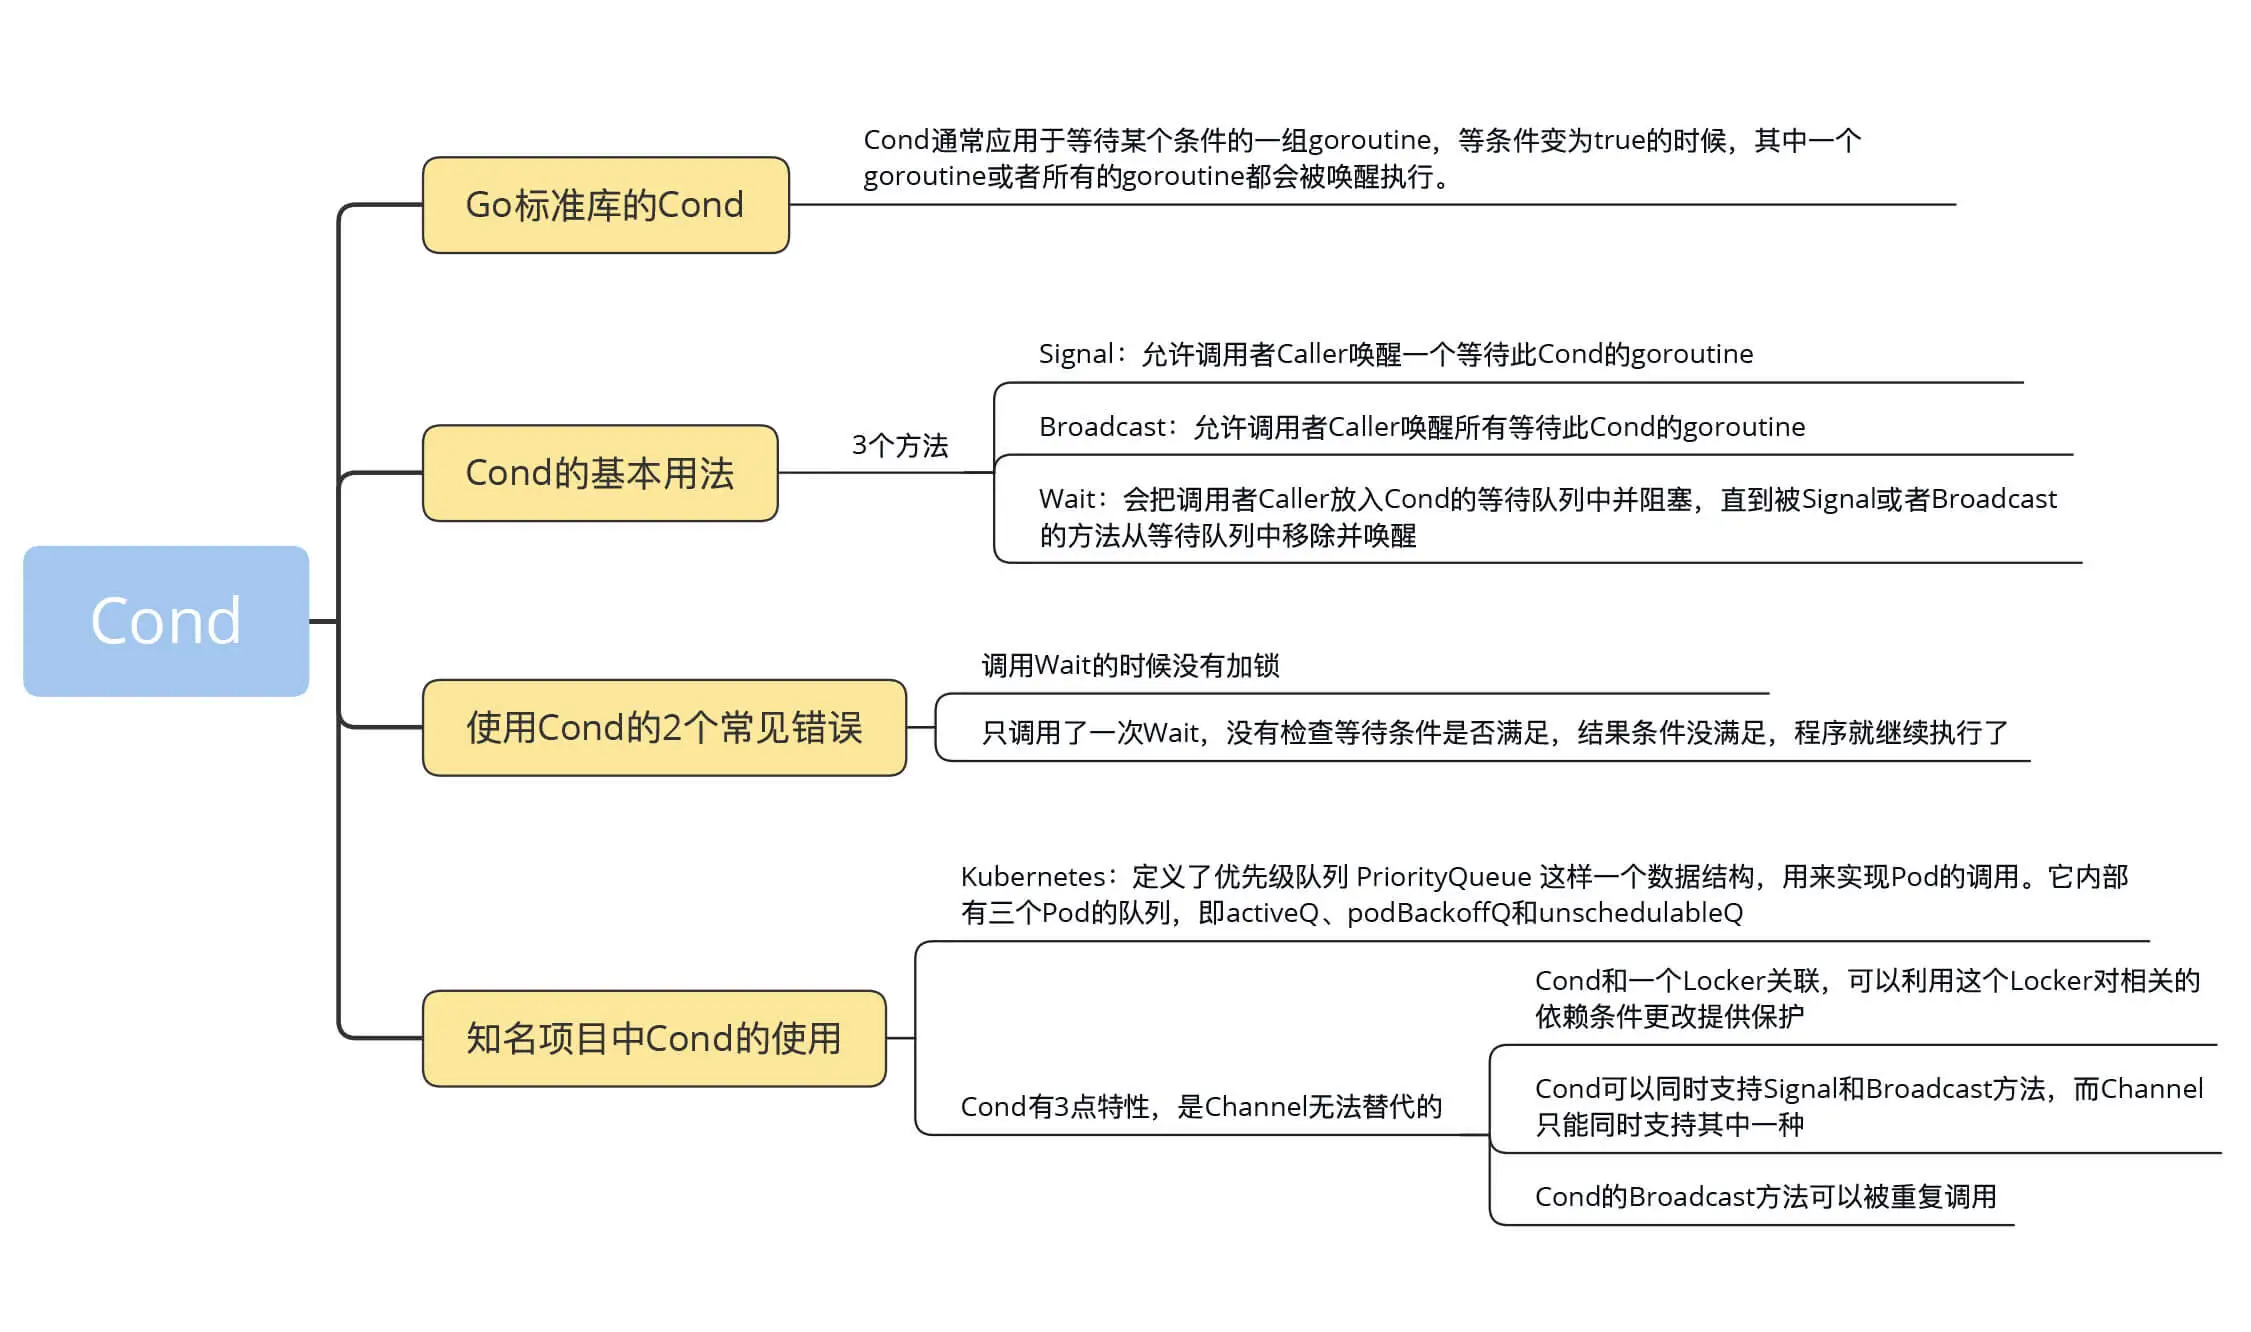 Cond
Go标准库的Cond
Cond通常应用于等待某个条件的一组goroutine，等条件变为true的时候，其中一个
goroutine或者所有的goroutine都会被唤醒执行。
Cond的基本用法
3个方法
Signal：允许调用者Caller唤醒一个等待此Cond的goroutine
Broadcast：允许调用者Caller唤醒所有等待此Cond的goroutine
Wait：会把调用者Caller放入Cond的等待队列中并阻塞，直到被Signal或者Broadcast
的方法从等待队列中移除并唤醒
使用Cond的2个常见错误
调用Wait的时候没有加锁
只调用了一次Wait，没有检查等待条件是否满足，结果条件没满足，程序就继续执行了
知名项目中Cond的使用
Kubernetes：定义了优先级队列 PriorityQueue 这样一个数据结构，用来实现Pod的调用。它内部
有三个Pod的队列，即activeQ、podBackoffQ和unschedulableQ
Cond有3点特性，是Channel无法替代的
Cond和一个Locker关联，可以利用这个Locker对相关的
依赖条件更改提供保护
Cond可以同时支持Signal和Broadcast方法，而Channel
只能同时支持其中一种
Cond的Broadcast方法可以被重复调用